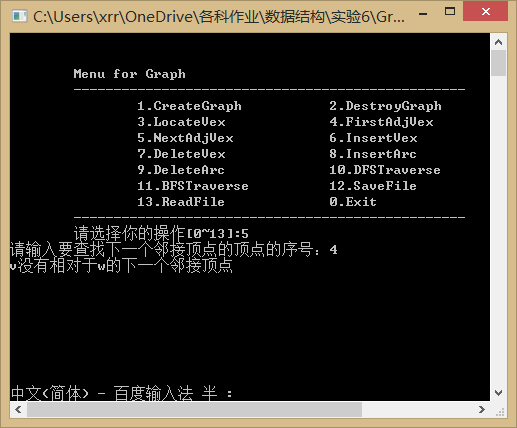 C:\Users\xrr\OneDrive\各科作业\数据结构\实验6\Gr...
Menu for Graph
1.CreateGraph 2.DestroyGraph
3.LocateVex 4.FirstAdjVex
5.NextAdjVex 6.InsertVex
7.DeleteVex 8.InsertArc
9.DeleteArc 10.DFSTraverse
11.BFSTraverse 12.SaveFile
13.ReadFile 0.Exit
请选择你的操作[0~13]:5
请输入要查找下一个邻接顶点的顶点的序号：4
v没有相对于w的下一个邻接顶点
中文(简体) - 百度输入法 半 :